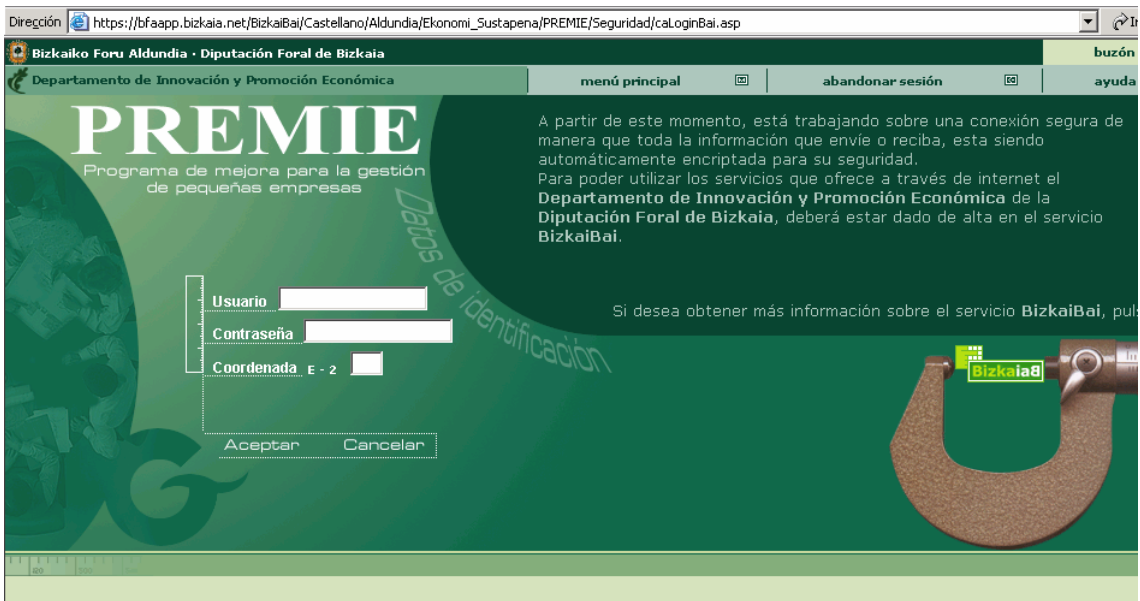 Dirección https://bfaapp.bizkaia.net/BizkaiBai/Castellano/Aldundia/Ekonomi_Sustapena/PREMIE/Seguridad/caLoginBai.asp
Bizkaiko Foru Aldundia · Diputación Foral de Bizkaia
buzón
Departamento de Innovación y Promoción Económica
menú principal
abandonar sesión
ayuda
PREMIE
Programa de mejora para la gestión
de pequeñas empresas
Datos de identificación
A partir de este momento, está trabajando sobre una conexión segura de
manera que toda la información que envíe o reciba, esta siendo
automáticamente encriptada para su seguridad.
Para poder utilizar los servicios que ofrece a través de internet el
Departamento de Innovación y Promoción Económica de la
Diputación Foral de Bizkaia, deberá estar dado de alta en el servicio
BizkaiBai.
Si desea obtener más información sobre el servicio BizkaiBai, puls
Usuario
Contraseña
Coordenada E - 2
Aceptar Cancelar
BizkaiaB